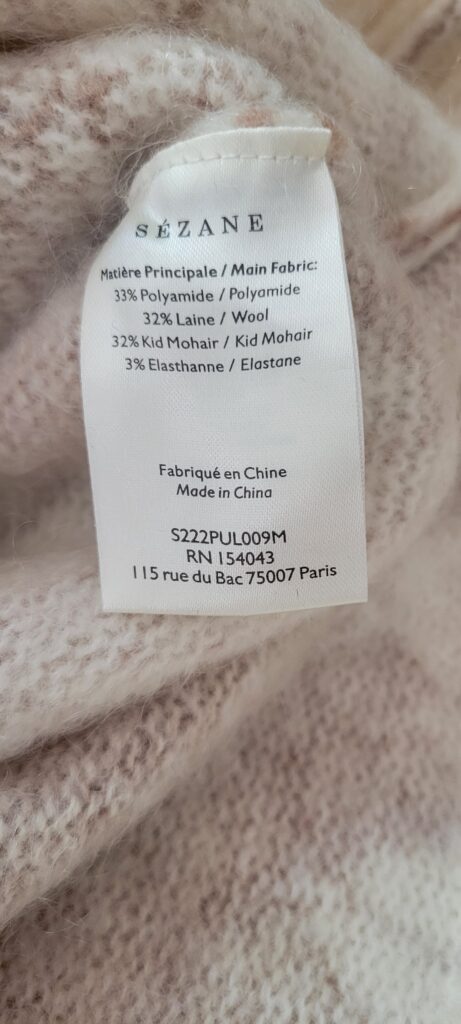 SÉZANE
Matière Principale / Main Fabric:
33% Polyamide / Polyamide
32% Laine / Wool
32% Kid Mohair / Kid Mohair
3% Elasthanne / Elastane
Fabriqué en Chine
Made in China
S222PUL009M
RN 154043
115 rue du Bac 75007 Paris